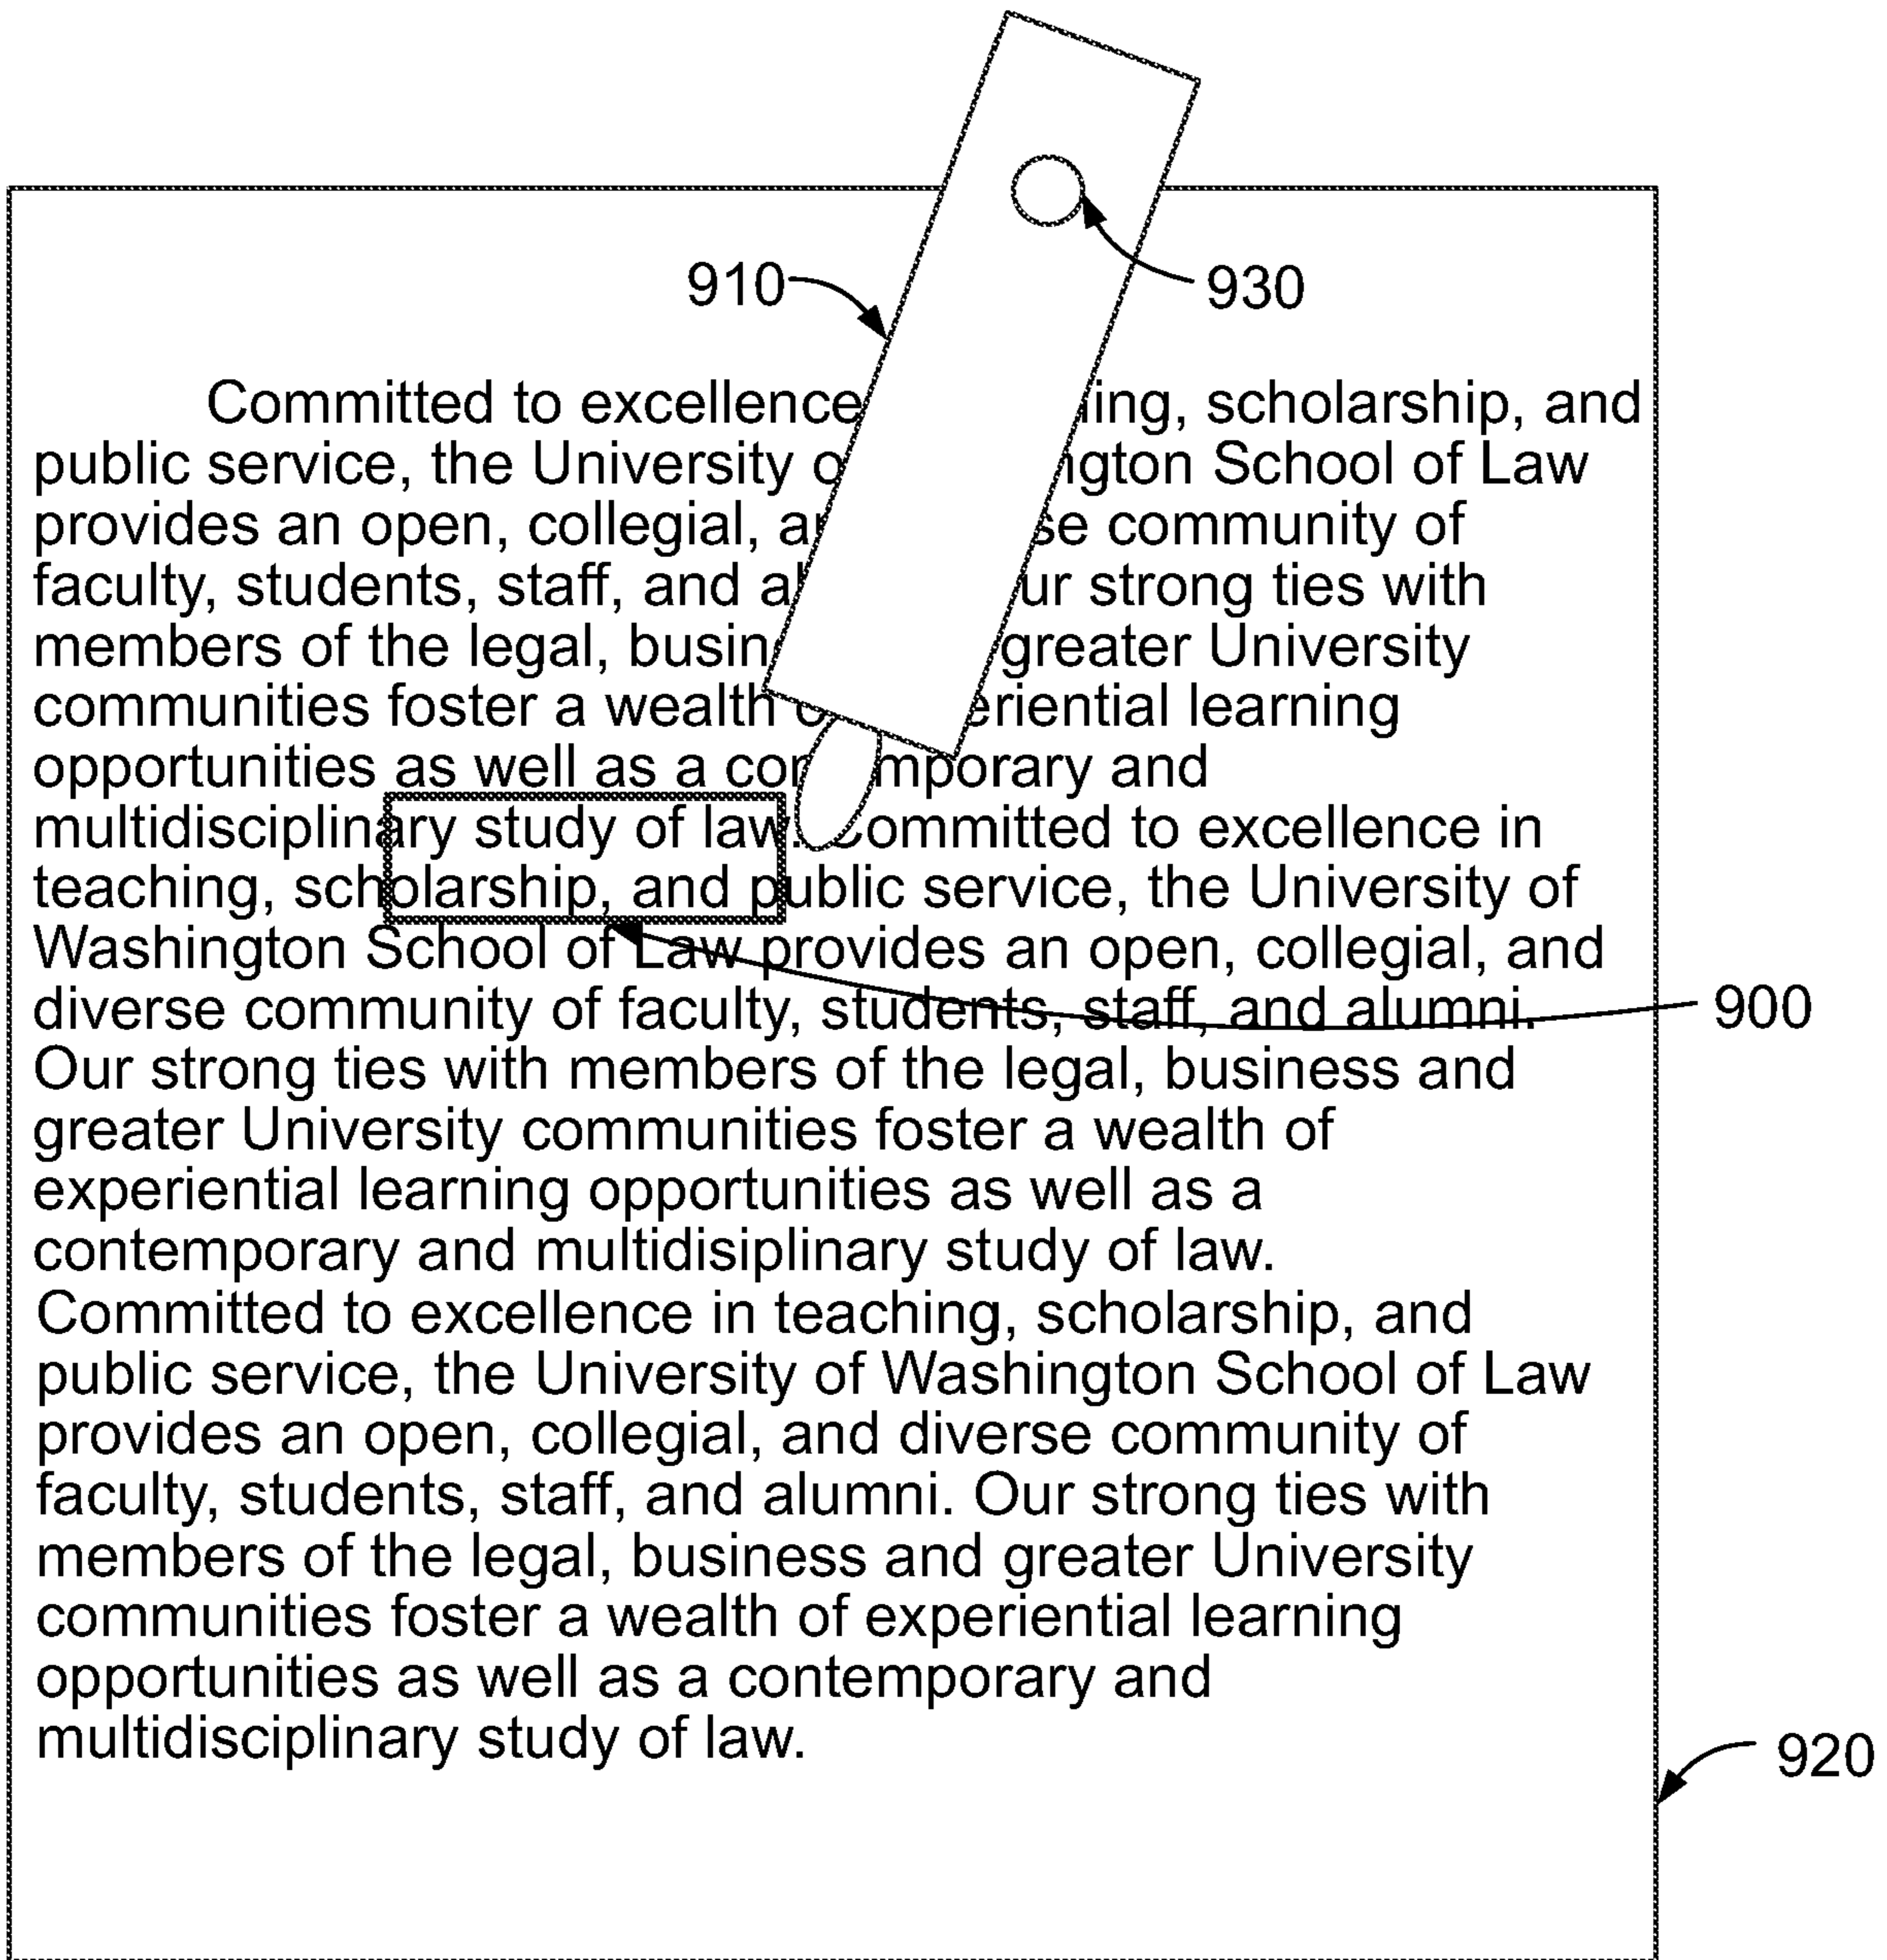 910
930
Committed to excellence ing, scholarship, and
public service, the University School of Law
provides an open, collegial, community of
faculty, students, staff, and strong ties with
members of the legal, greater University
communities foster a wealth learning
opportunities as well as a and
multidisciplinary study of law. Committed to excellence in
teaching, scholarship, and public service, the University of
Washington School of Law provides an open, collegial, and
diverse community of faculty, students, staff, and alumni.
900
Our strong ties with members of the legal, business and
greater University communities foster a wealth of
experiential learning opportunities as well as a
contemporary and multidisiplinary study of law.
Committed to excellence in teaching, scholarship, and
public service, the University of Washington School of Law
provides an open, collegial, and diverse community of
faculty, students, staff, and alumni. Our strong ties with
members of the legal, business and greater University
communities foster a wealth of experiential learning
opportunities as well as a contemporary and
multidisciplinary study of law.
920